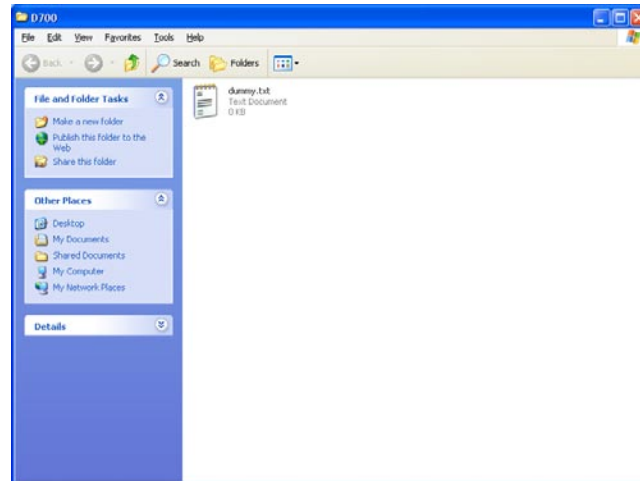 D700
File Edit View Favorites Tools Help
Back Search Folders
File and Folder Tasks
Make a new folder
Publish this folder to the
Web
Share this folder
Other Places
Desktop
My Documents
Shared Documents
My Computer
My Network Places
Details
dummy.txt
Text Document
0 KB